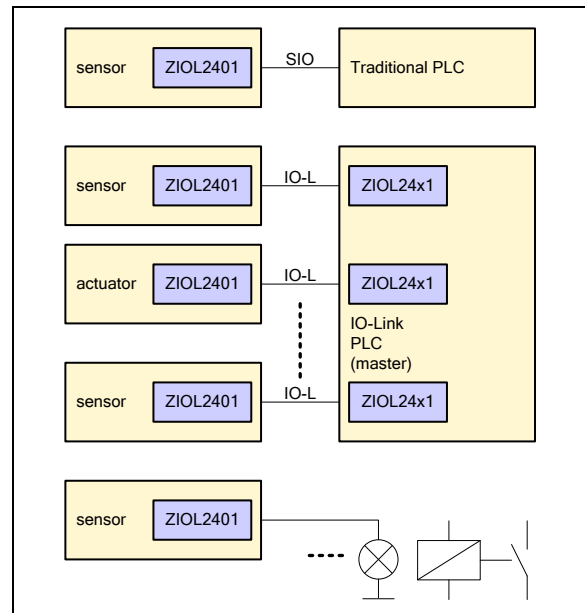 sensor
ZIOL2401
SIO
Traditional PLC
sensor
ZIOL2401
IO-L
ZIOL24x1
actuator
ZIOL2401
IO-L
ZIOL24x1
IO-Link
PLC
(master)
sensor
ZIOL2401
IO-L
ZIOL24x1
sensor
ZIOL2401